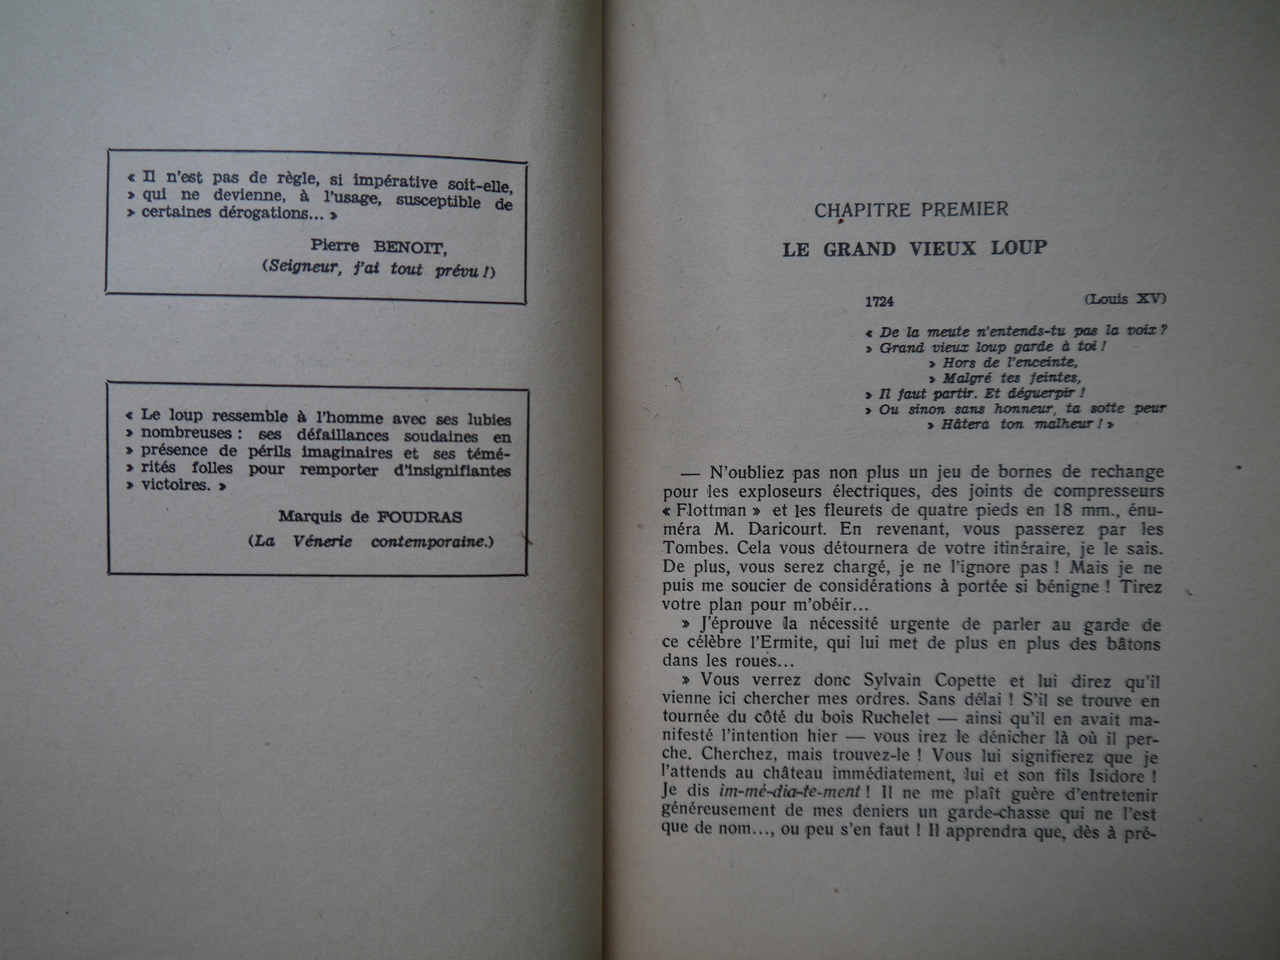 « Il n'est pas de règle, si impérative soit-elle,
» qui ne devienne, à l'usage, susceptible de
» certaines dérogations... »
Pierre BENOIT,
(Seigneur, j'ai tout prévu !)
« Le loup ressemble à l'homme avec ses lubies
» nombreuses : ses défaillances soudaines en
» présence de périls imaginaires et ses témé-
» rités folles pour remporter d'insignifiantes
» victoires. »
Marquis de FOUDRAS
(La Vénerie contemporaine.)
CHAPITRE PREMIER
LE GRAND VIEUX LOUP
1724 (Louis XV)
« De la meute n'entends-tu pas la voix ?
» Grand vieux loup garde à toi !
» Hors de l'enceinte,
» Malgré tes feintes,
» Il faut partir. Et déguerpir !
» Ou sinon sans honneur, ta sotte peur
» Hâtera ton malheur ! »
— N'oubliez pas non plus un jeu de bornes de rechange
pour les exploseurs électriques, des joints de compresseurs
« Flottman » et les fleurets de quatre pieds en 18 mm., énu-
méra M. Daricourt. En revenant, vous passerez par les
Tombes. Cela vous détournera de votre itinéraire, je le sais.
De plus, vous serez chargé, je ne l'ignore pas ! Mais je ne
puis me soucier de considérations à portée si bénigne ! Tirez
votre plan pour m'obéir...
» J'éprouve la nécessité urgente de parler au garde de
ce célèbre l'Ermite, qui lui met de plus en plus des bâtons
dans les roues...
» Vous verrez donc Sylvain Copette et lui direz qu'il
vienne ici chercher mes ordres. Sans délai ! S'il se trouve en
tournée du côté du bois Ruchelet — ainsi qu'il en avait ma-
nifesté l'intention hier — vous irez le dénicher là où il per-
che. Cherchez, mais trouvez-le ! Vous lui signifierez que je
l'attends au château immédiatement, lui et son fils Isidore !
Je dis im-mé-dia-te-ment ! Il ne me plaît guère d'entretenir
généreusement de mes deniers un garde-chasse qui ne l'est
que de nom..., ou peu s'en faut ! Il apprendra que, dès à pré-